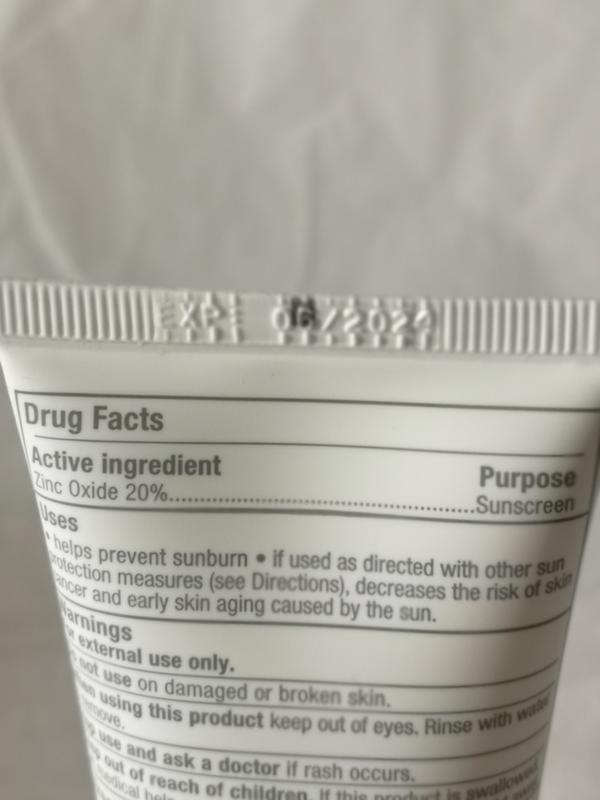 EXP 06/2024
Drug Facts
Active ingredient Purpose
Zinc Oxide 20%......................................................Sunscreen
Uses
• helps prevent sunburn • if used as directed with other sun
protection measures (see Directions), decreases the risk of skin
cancer and early skin aging caused by the sun.
Warnings
external use only.
not use on damaged or broken skin.
using this product keep out of eyes. Rinse with water
use and ask a doctor if rash occurs.
out of reach of children. If this product is swallowed,
medical